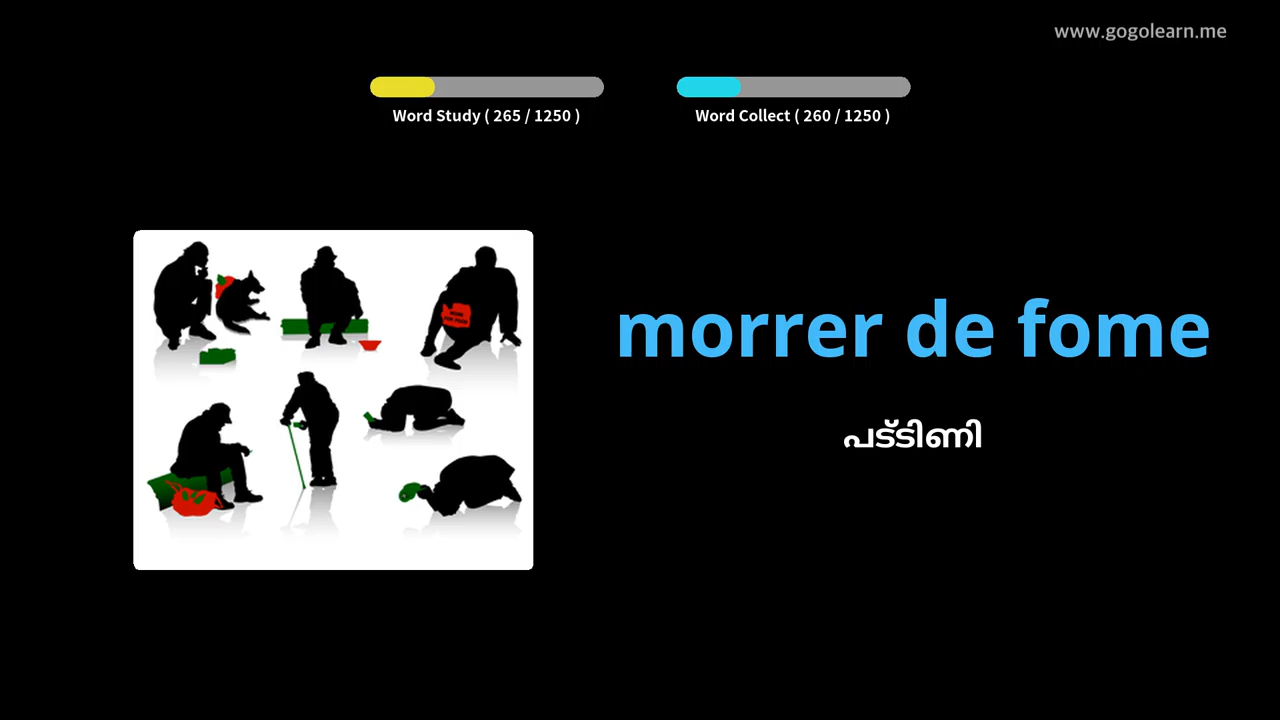 www.gogolearn.me
Word Study ( 265 / 1250 )
Word Collect ( 260 / 1250 )
morrer de fome
പട്ടിണി